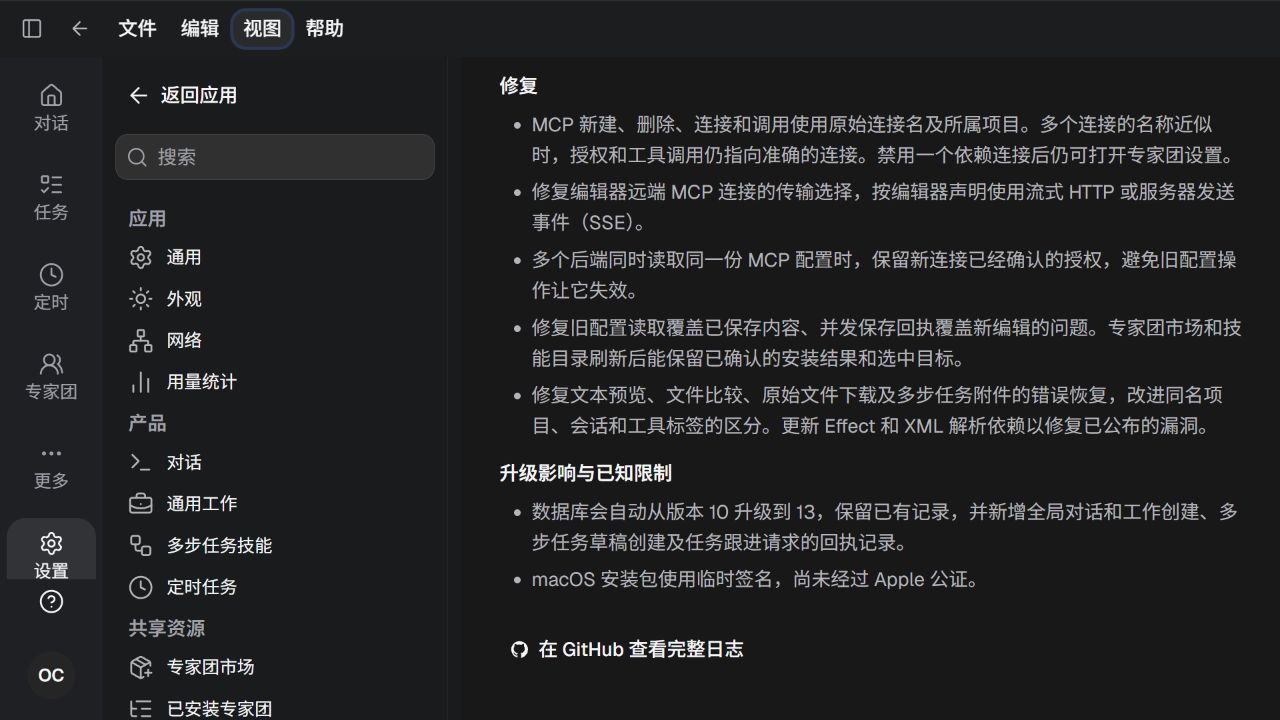 文件 编辑 视图 帮助
对话
任务
定时
专家团
更多
设置
OC
返回应用
搜索
应用
通用
外观
网络
用量统计
产品
对话
通用工作
多步任务技能
定时任务
共享资源
专家团市场
已安装专家团
修复
MCP 新建、删除、连接和调用使用原始连接名及所属项目。多个连接的名称近似
时，授权和工具调用仍指向准确的连接。禁用一个依赖连接后仍可打开专家团设置。
修复编辑器远端 MCP 连接的传输选择，按编辑器声明使用流式 HTTP 或服务器发送
事件（SSE）。
多个后端同时读取同一份 MCP 配置时，保留新连接已经确认的授权，避免旧配置操
作让它失效。
修复旧配置读取覆盖已保存内容、并发保存回执覆盖新编辑的问题。专家团市场和技
能目录刷新后能保留已确认的安装结果和选中目标。
修复文本预览、文件比较、原始文件下载及多步任务附件的错误恢复，改进同名项
目、会话和工具标签的区分。更新 Effect 和 XML 解析依赖以修复已公布的漏洞。
升级影响与已知限制
数据库会自动从版本 10 升级到 13，保留已有记录，并新增全局对话和工作创建、多
步任务草稿创建及任务跟进请求的回执记录。
macOS 安装包使用临时签名，尚未经过 Apple 公证。
在 GitHub 查看完整日志